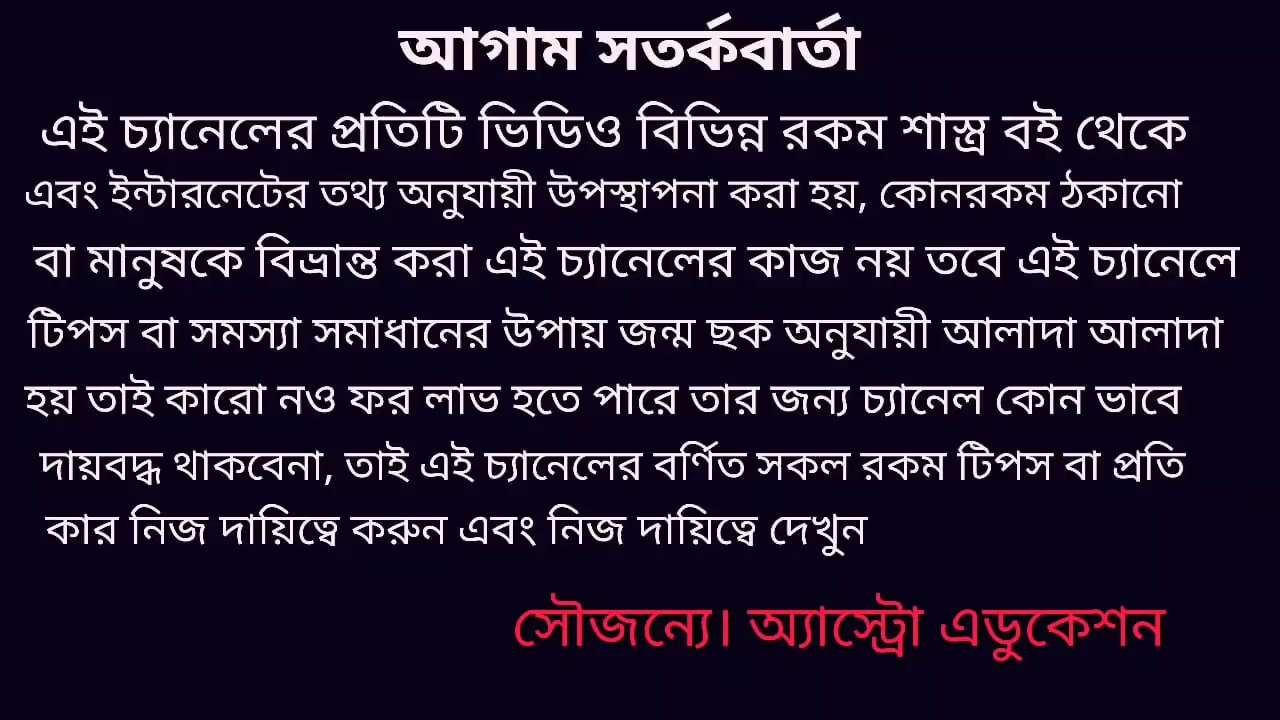 আগাম সতর্কবার্তা
এই চ্যানেলের প্রতিটি ভিডিও বিভিন্ন রকম শাস্ত্র বই থেকে
এবং ইন্টারনেটের তথ্য অনুযায়ী উপস্থাপনা করা হয়, কোনরকম ঠকানো
বা মানুষকে বিভ্রান্ত করা এই চ্যানেলের কাজ নয় তবে এই চ্যানেলে
টিপস বা সমস্যা সমাধানের উপায় জন্ম ছক অনুযায়ী আলাদা আলাদা
হয় তাই কারো নও ফর লাভ হতে পারে তার জন্য চ্যানেল কোন ভাবে
দায়বদ্ধ থাকবেনা, তাই এই চ্যানেলের বর্ণিত সকল রকম টিপস বা প্রতি
কার নিজ দায়িত্বে করুন এবং নিজ দায়িত্বে দেখুন
সৌজন্যে। অ্যাস্ট্রো এডুকেশন